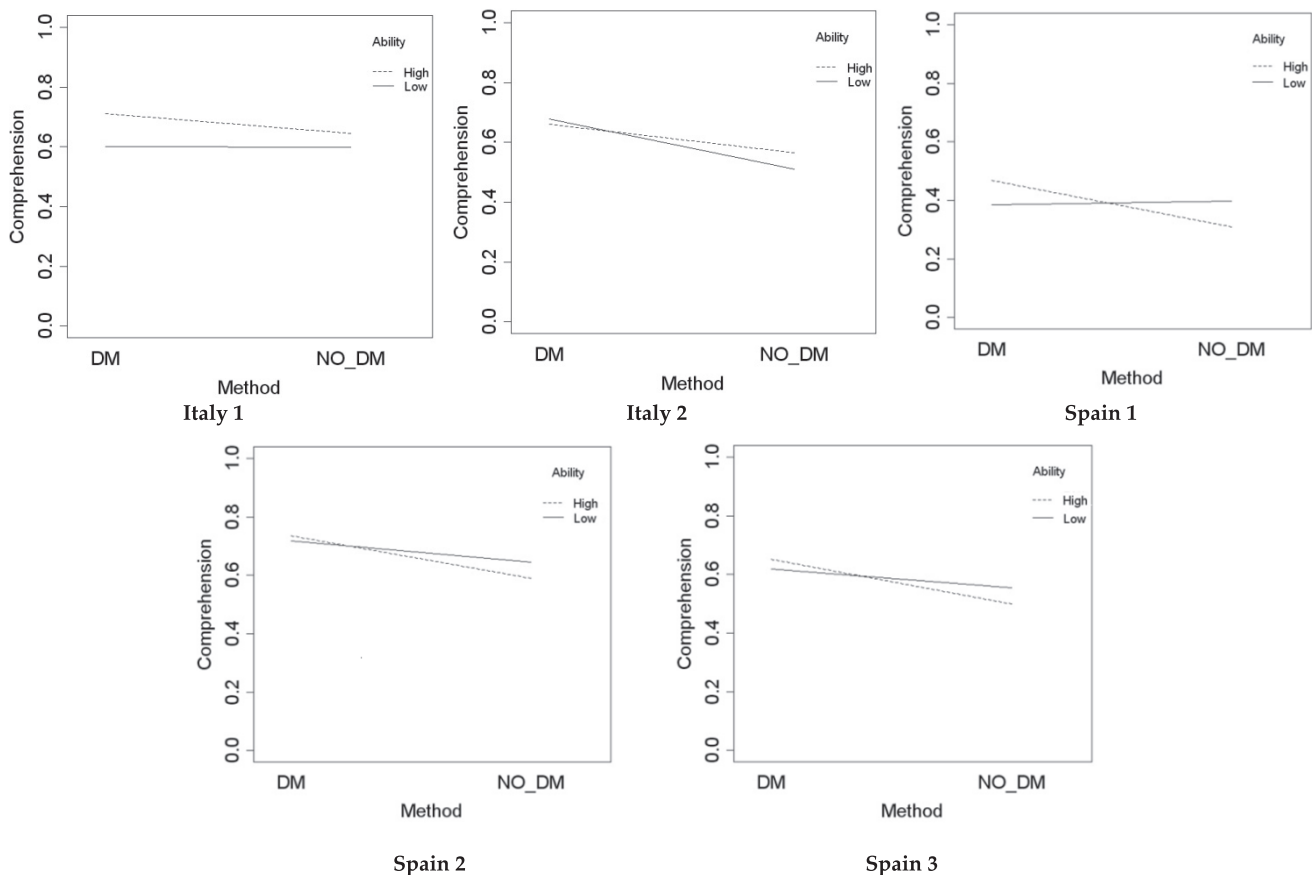 Comprehension
0.0 0.2 0.4 0.6 0.8 1.0
Ability
High
Low
DM NO_DM
Method
Italy 1
Comprehension
0.0 0.2 0.4 0.6 0.8 1.0
Ability
High
Low
DM NO_DM
Method
Italy 2
Comprehension
0.0 0.2 0.4 0.6 0.8 1.0
Ability
High
Low
DM NO_DM
Method
Spain 1
Comprehension
0.0 0.2 0.4 0.6 0.8 1.0
Ability
High
Low
DM NO_DM
Method
Spain 2
Comprehension
0.0 0.2 0.4 0.6 0.8 1.0
Ability
High
Low
DM NO_DM
Method
Spain 3